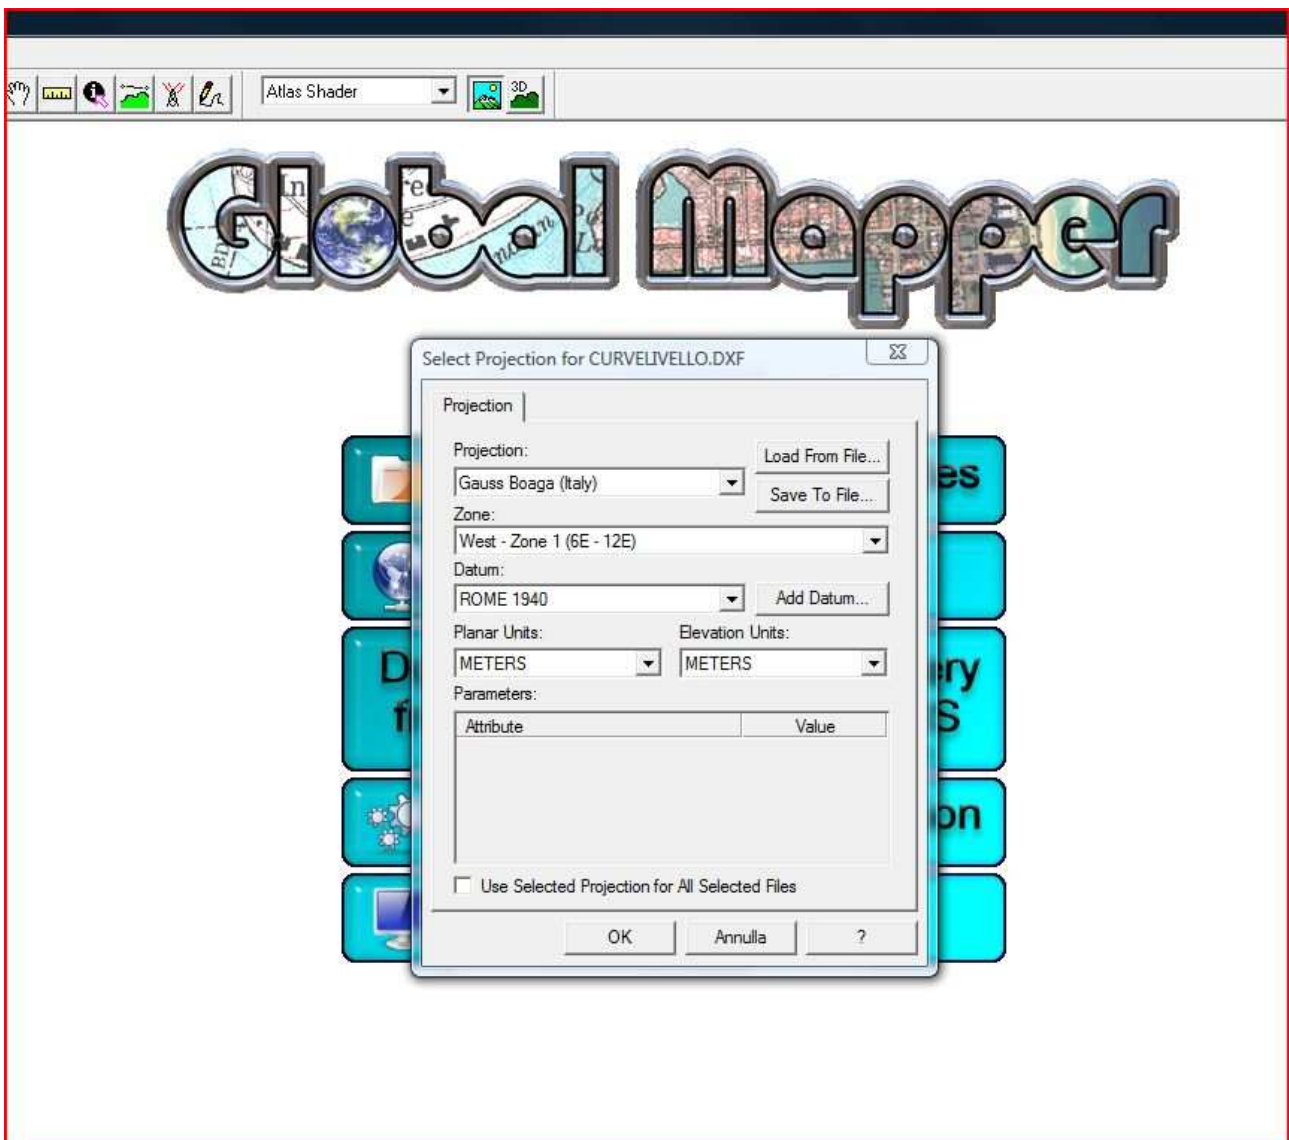 Atlas Shader
3D
Global Mapper
Select Projection for CURVELIVELLO.DXF
Projection
Projection:
Load From File...
Gauss Boaga (Italy)
Save To File...
Zone:
West - Zone 1 (6E - 12E)
Datum:
ROME 1940
Add Datum...
Planar Units:
Elevation Units:
METERS
METERS
Parameters:
Attribute
Value
Use Selected Projection for All Selected Files
OK
Annulla
?